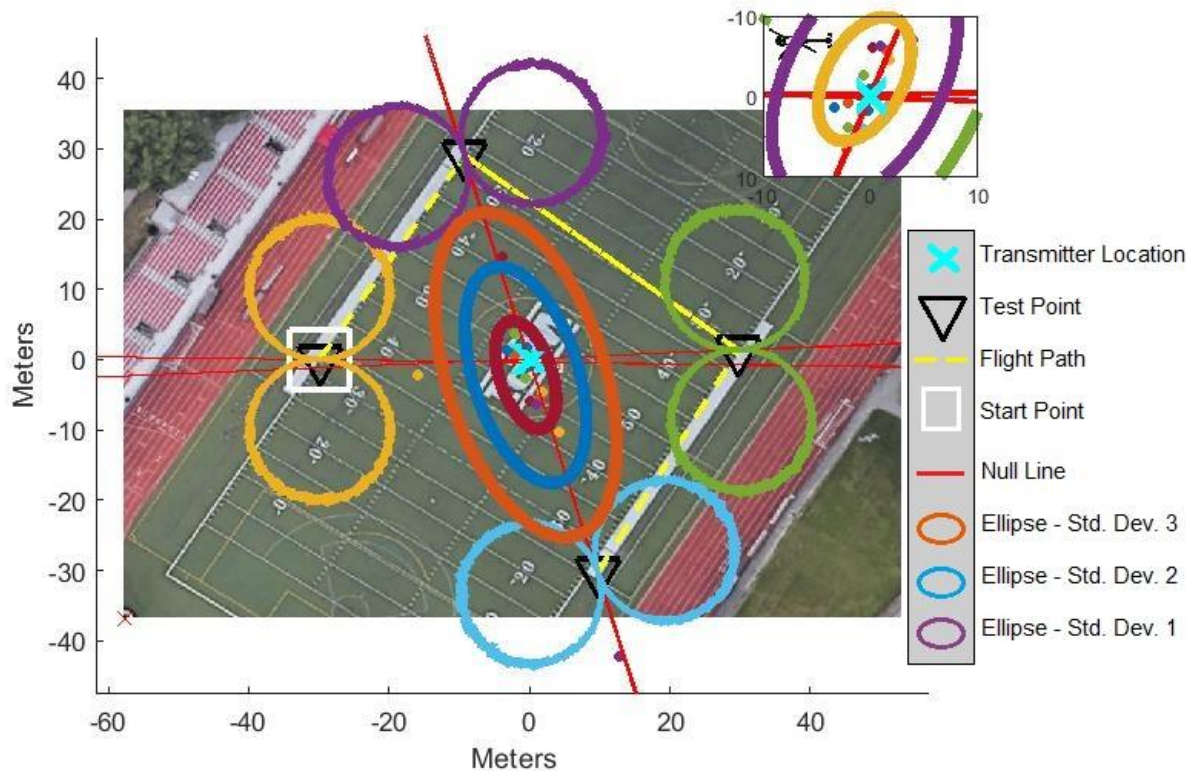 -10
0
10
-10
0
10
40
30
20
10
0
-10
-20
-30
-40
Meters
-60
-40
-20
0
20
40
Meters
Transmitter Location
Test Point
Flight Path
Start Point
Null Line
Ellipse - Std. Dev. 3
Ellipse - Std. Dev. 2
Ellipse - Std. Dev. 1